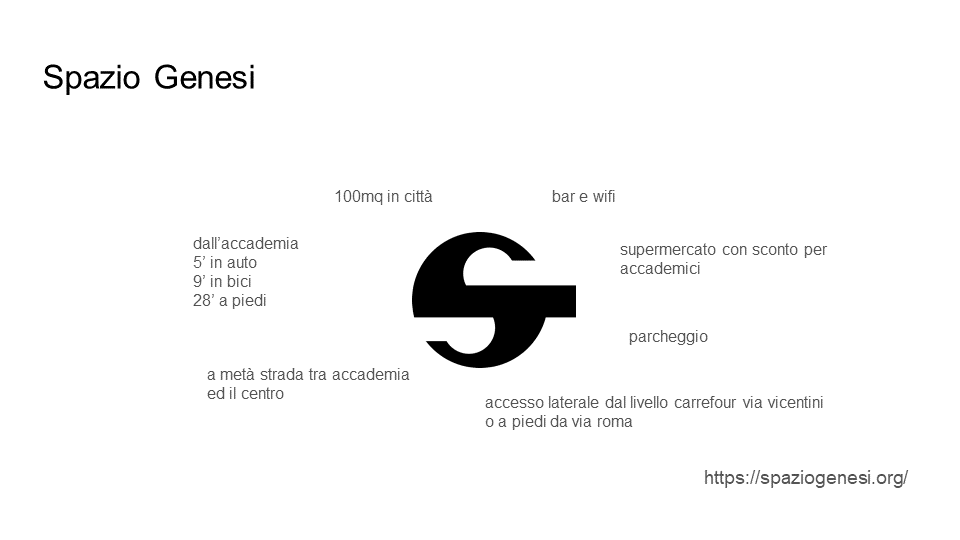 Spazio Genesi
100mq in città
bar e wifi
dall’accademia
5’ in auto
9’ in bici
28’ a piedi
supermercato con sconto per
accademici
parcheggio
a metà strada tra accademia
ed il centro
accesso laterale dal livello carrefour via vicentini
o a piedi da via roma
https://spaziogenesi.org/